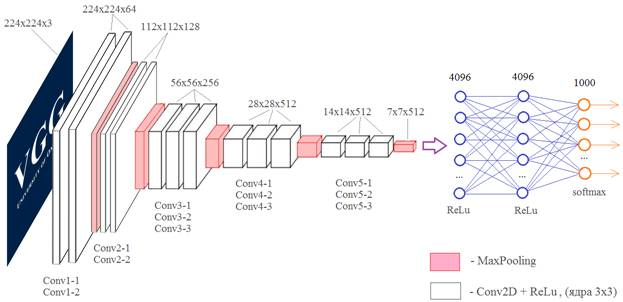 224x224x3
224x224x64
112x112x128
56x56x256
28x28x512
14x14x512
7x7x512
VGG
University of
Conv1-1
Conv1-2
Conv2-1
Conv2-2
Conv3-1
Conv3-2
Conv3-3
Conv4-1
Conv4-2
Conv4-3
Conv5-1
Conv5-2
Conv5-3
4096
4096
1000
...
...
...
ReLu
ReLu
softmax
- MaxPooling
- Conv2D + ReLu, (ядра 3x3)